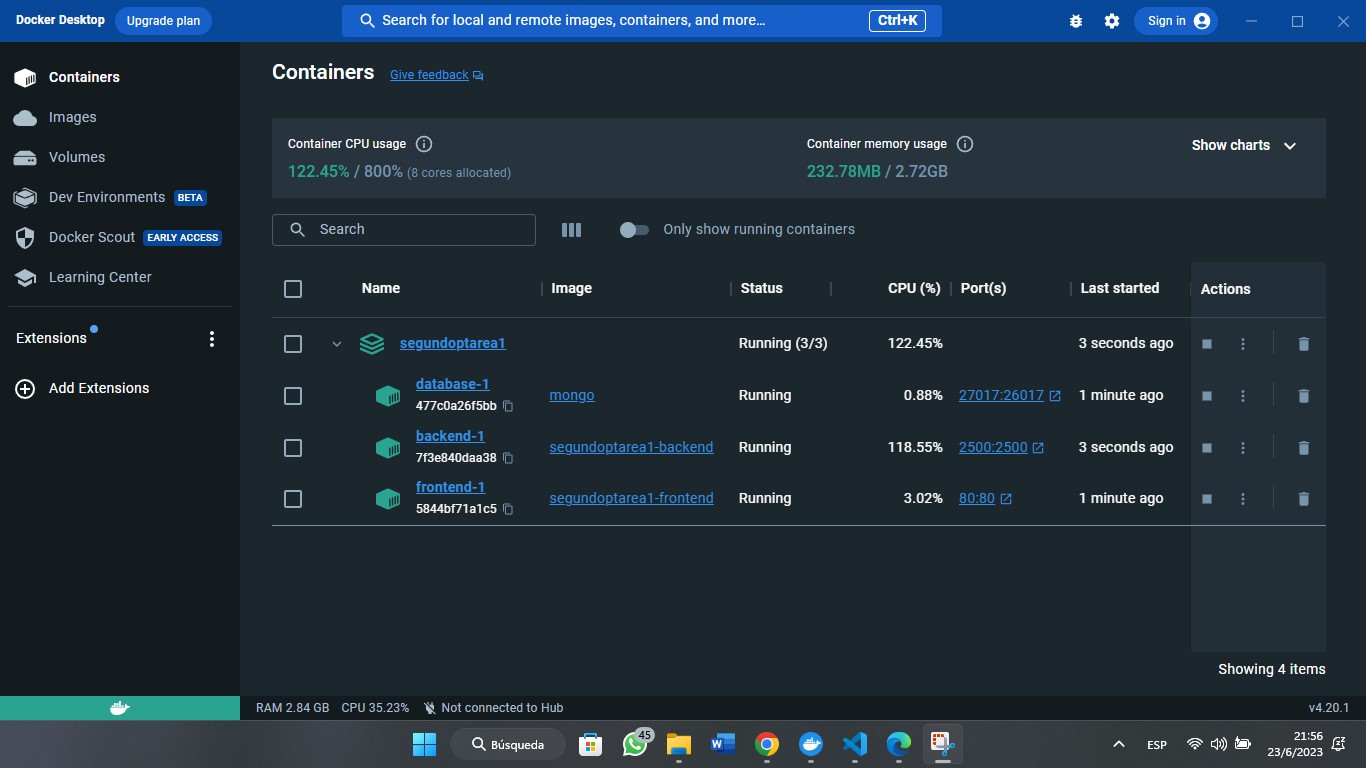 Docker Desktop
Upgrade plan
Search for local and remote images, containers, and more...
Ctrl+K
Sign in
Containers
Images
Volumes
Dev Environments BETA
Docker Scout EARLY ACCESS
Learning Center
Extensions
Add Extensions
Containers
Give feedback
Container CPU usage
122.45% / 800% (8 cores allocated)
Container memory usage
232.78MB / 2.72GB
Show charts
Search
Only show running containers
Name Image Status CPU (%) Port(s) Last started Actions
segundoptarea1 Running (3/3) 122.45% 3 seconds ago
database-1
477c0a26f5bb
mongo Running 0.88% 27017:26017 1 minute ago
backend-1
7f3e840daa38
segundoptarea1-backend Running 118.55% 2500:2500 3 seconds ago
frontend-1
5844bf71a1c5
segundoptarea1-frontend Running 3.02% 80:80 1 minute ago
Showing 4 items
RAM 2.84 GB CPU 35.23% Not connected to Hub
v4.20.1
Búsqueda
45
W
ESP
21:56
23/6/2023